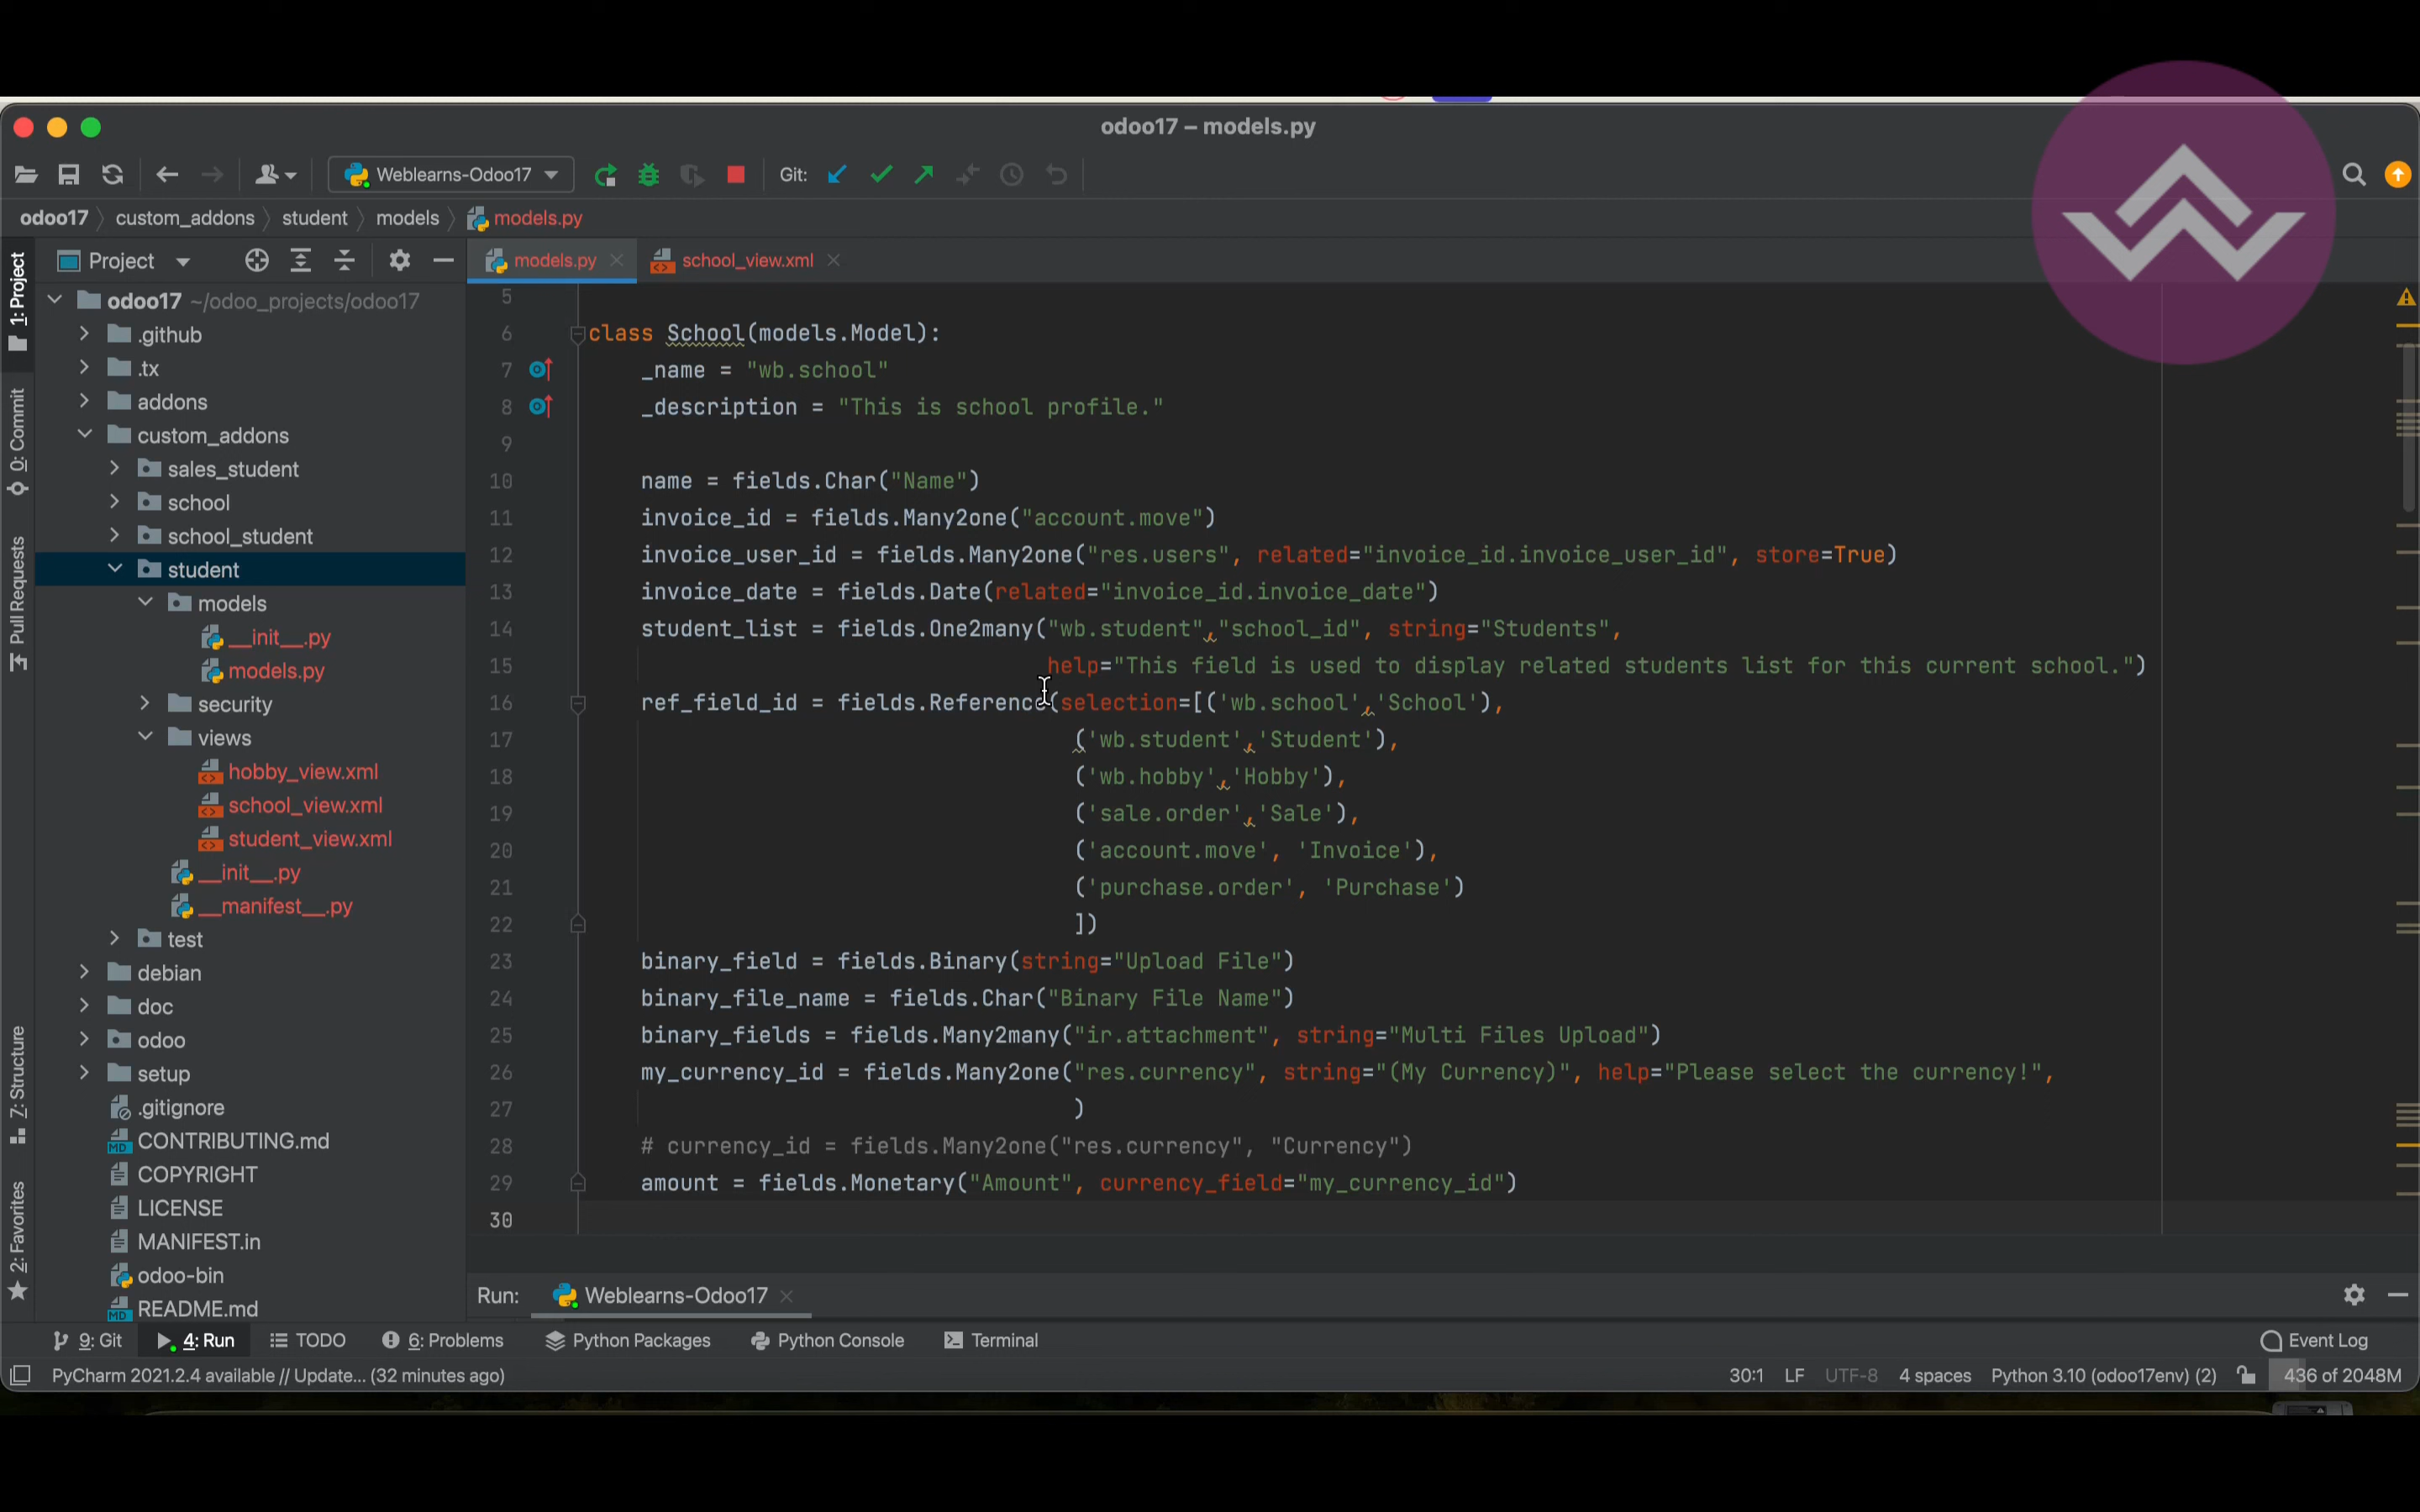 odoo17 – models.py
Weblearns-Odoo17
Git:
odoo17 custom_addons student models models.py
Project
models.py
school_view.xml
1: Project
0: Commit
Pull Requests
7: Structure
2: Favorites
odoo17 ~/odoo_projects/odoo17
.github
.tx
addons
custom_addons
sales_student
school
school_student
student
models
__init__.py
models.py
security
views
hobby_view.xml
school_view.xml
student_view.xml
__init__.py
__manifest__.py
test
debian
doc
odoo
setup
.gitignore
CONTRIBUTING.md
COPYRIGHT
LICENSE
MANIFEST.in
odoo-bin
README.md
5
6 class School(models.Model):
7 _name = "wb.school"
8 _description = "This is school profile."
9
10 name = fields.Char("Name")
11 invoice_id = fields.Many2one("account.move")
12 invoice_user_id = fields.Many2one("res.users", related="invoice_id.invoice_user_id", store=True)
13 invoice_date = fields.Date(related="invoice_id.invoice_date")
14 student_list = fields.One2many("wb.student","school_id", string="Students",
15 help="This field is used to display related students list for this current school.")
16 ref_field_id = fields.Reference(selection=[('wb.school','School'),
17 ('wb.student','Student'),
18 ('wb.hobby','Hobby'),
19 ('sale.order','Sale'),
20 ('account.move', 'Invoice'),
21 ('purchase.order', 'Purchase')
22 ])
23 binary_field = fields.Binary(string="Upload File")
24 binary_file_name = fields.Char("Binary File Name")
25 binary_fields = fields.Many2many("ir.attachment", string="Multi Files Upload")
26 my_currency_id = fields.Many2one("res.currency", string="(My Currency)", help="Please select the currency!",
27 )
28 # currency_id = fields.Many2one("res.currency", "Currency")
29 amount = fields.Monetary("Amount", currency_field="my_currency_id")
30
Run: Weblearns-Odoo17
9: Git 4: Run TODO 6: Problems Python Packages Python Console Terminal Event Log
PyCharm 2021.2.4 available // Update... (32 minutes ago) 30:1 LF UTF-8 4 spaces Python 3.10 (odoo17env) (2) 436 of 2048M